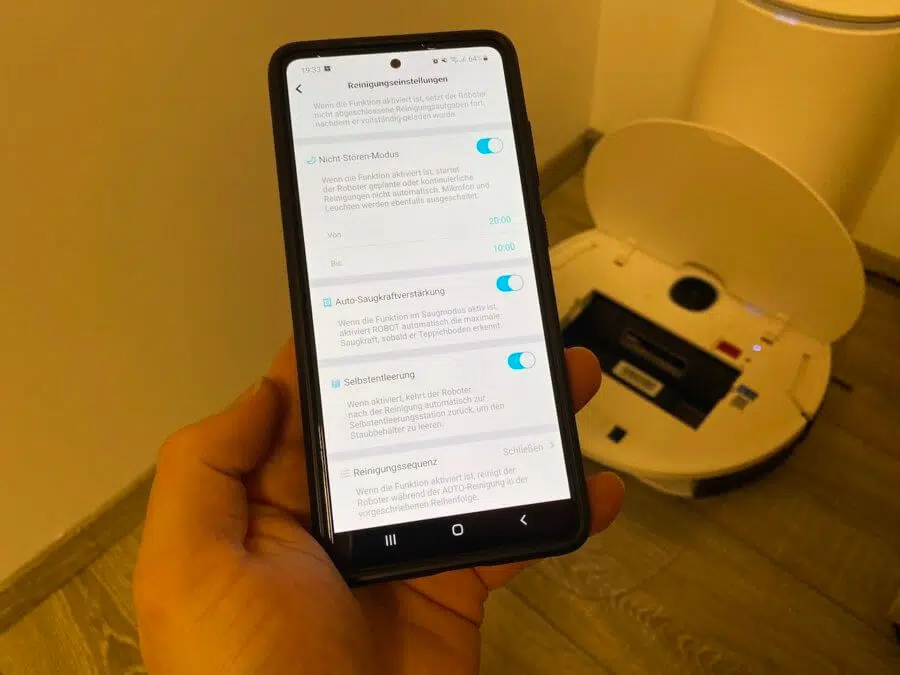 19:33
64%
Reinigungseinstellungen
Wenn die Funktion aktiviert ist, setzt der Roboter
nicht abgeschlossene Reinigungsaufgaben fort,
nachdem er vollständig geladen wurde.
Nicht-Stören-Modus
Wenn die Funktion aktiviert ist, startet
der Roboter geplante oder kontinuierliche
Reinigungen nicht automatisch. Mikrofon und
Leuchten werden ebenfalls ausgeschaltet.
Von 20:00
Bis 10:00
Auto-Saugkraftverstärkung
Wenn die Funktion im Saugmodus aktiv ist,
aktiviert ROBOT automatisch die maximale
Saugkraft, sobald er Teppichboden erkennt
Selbstentleerung
Wenn aktiviert, kehrt der Roboter
nach der Reinigung automatisch zur
Selbstentleerungsstation zurück, um den
Staubbehälter zu leeren.
Reinigungssequenz Schließen >
Wenn die Funktion aktiviert ist, reinigt der
Roboter während der AUTO-Reinigung in der
vorgeschriebenen Reihenfolge.